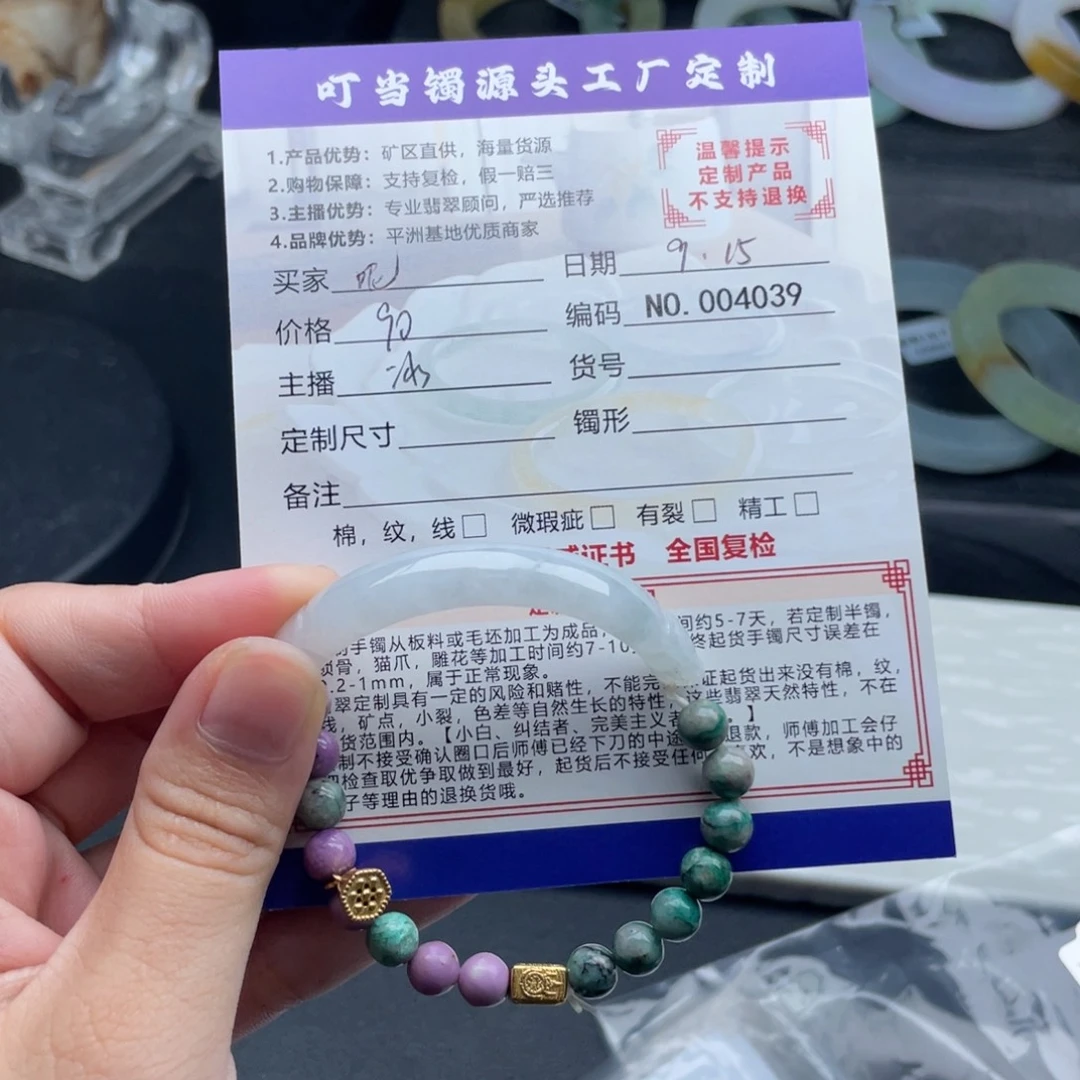 叮当镯源头工厂定制
1.产品优势：矿区直供，海量货源
2.购物保障：支持复检，假一赔三
3.主播优势：专业翡翠顾问，严选推荐
4.品牌优势：平洲基地优质商家
温馨提示
定制产品
不支持退换
买家
日期 9.15
价格 90
编码 NO.004039
主播
货号
定制尺寸
镯形
备注
棉，纹，线□ 微瑕疵□ 有裂□ 精工□
证书 全国复检
手镯从板料或毛坯加工为成品， 间约5-7天，若定制半镯，
骨，猫爪，雕花等加工时间约7-10 终起货手镯尺寸误差在
.2-1mm，属于正常现象。
翠定制具有一定的风险和赌性，不能完 证起货出来没有棉，纹，
线，矿点，小裂，色差等自然生长的特性， 这些翡翠天然特性，不在
货范围内。【小白、纠结者、完美主义者 。】
制不接受确认圈口后师傅已经下刀的中途 退款，师傅加工会仔
检查取优争取做到最好，起货后不接受任何 喜欢，不是想象中的
子等理由的退换货哦。